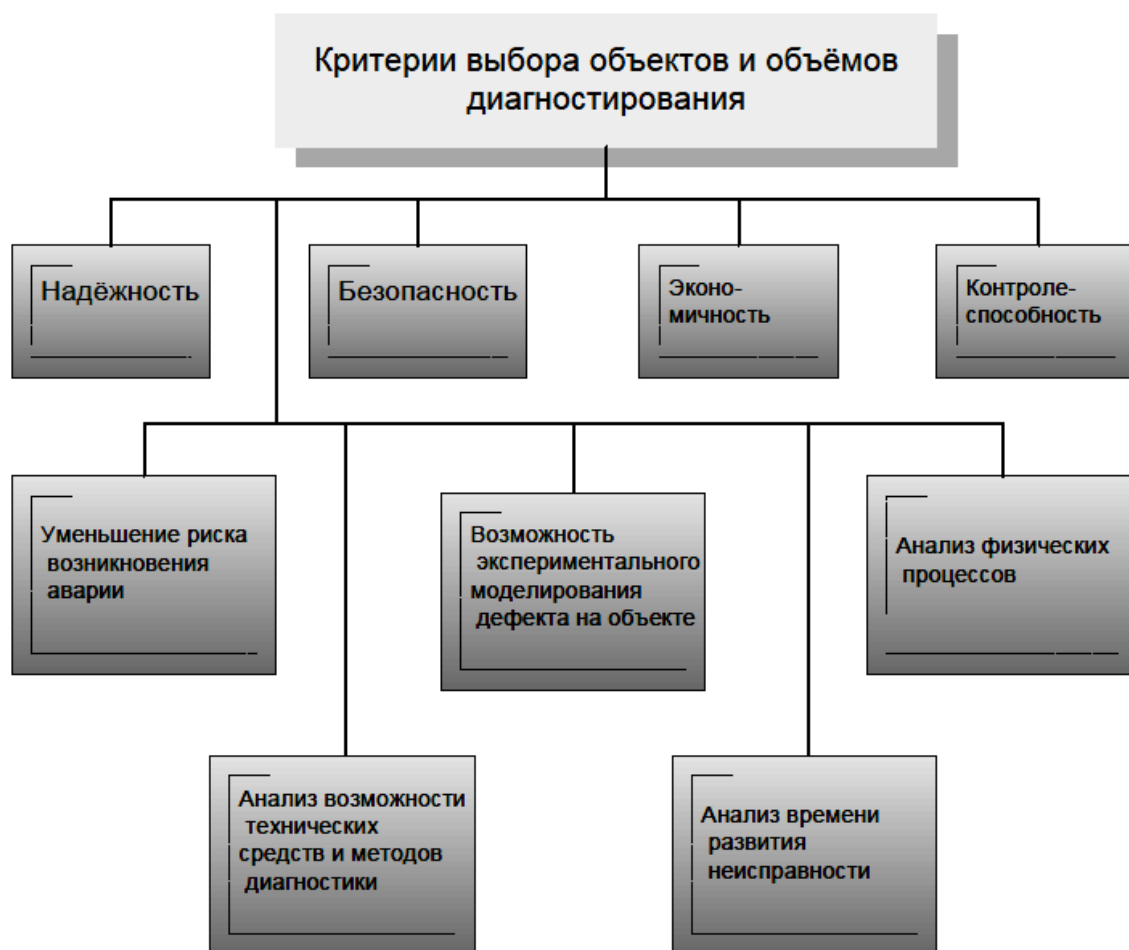 Критерии выбора объектов и объёмов
диагностирования
Надёжность
Безопасность
Эконо-
мичность
Контроле-
способность
Уменьшение риска
возникновения
аварии
Возможность
экспериментального
моделирования
дефекта на объекте
Анализ физических
процессов
Анализ возможности
технических
средств и методов
диагностики
Анализ времени
развития
неисправности